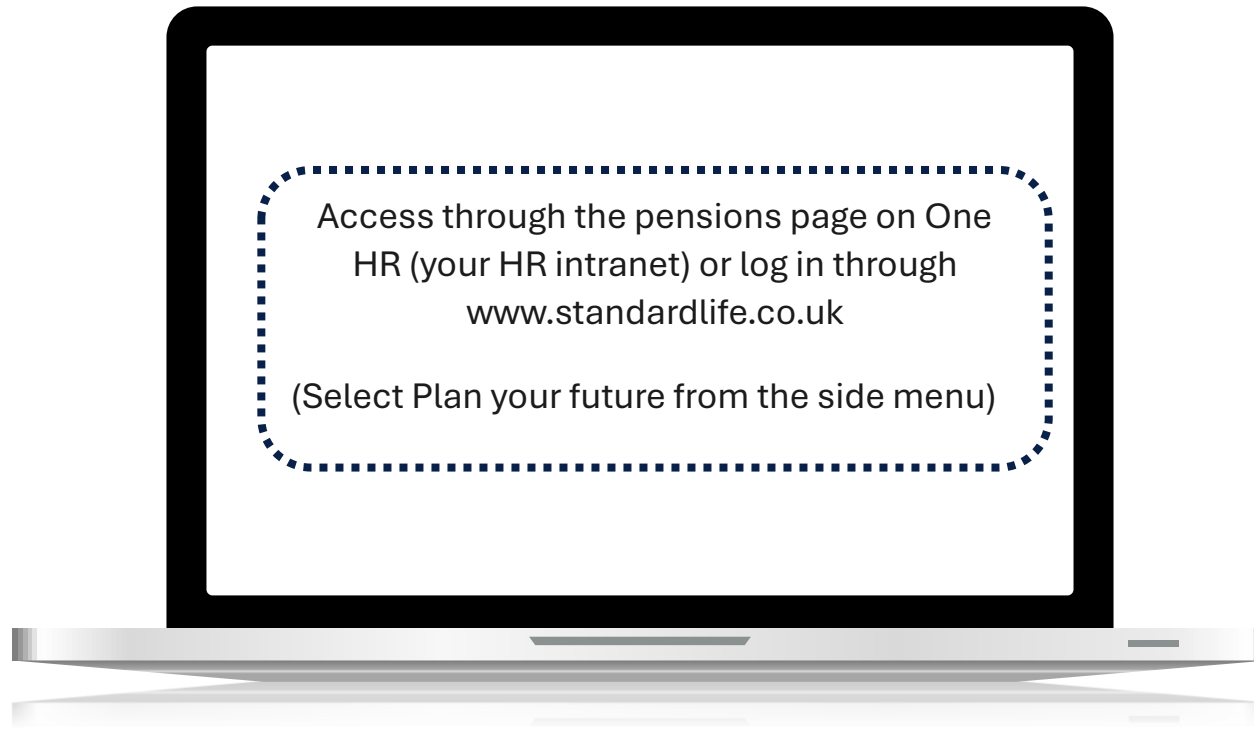 Access through the pensions page on One
HR (your HR intranet) or log in through
www.standardlife.co.uk
(Select Plan your future from the side menu)